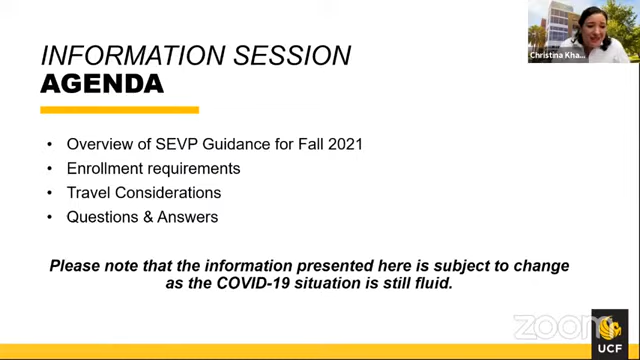 INFORMATION SESSION
AGENDA
• Overview of SEVP Guidance for Fall 2021
• Enrollment requirements
• Travel Considerations
• Questions & Answers
Please note that the information presented here is subject to change
as the COVID-19 situation is still fluid.
Christina Kha...
zoom
UCF